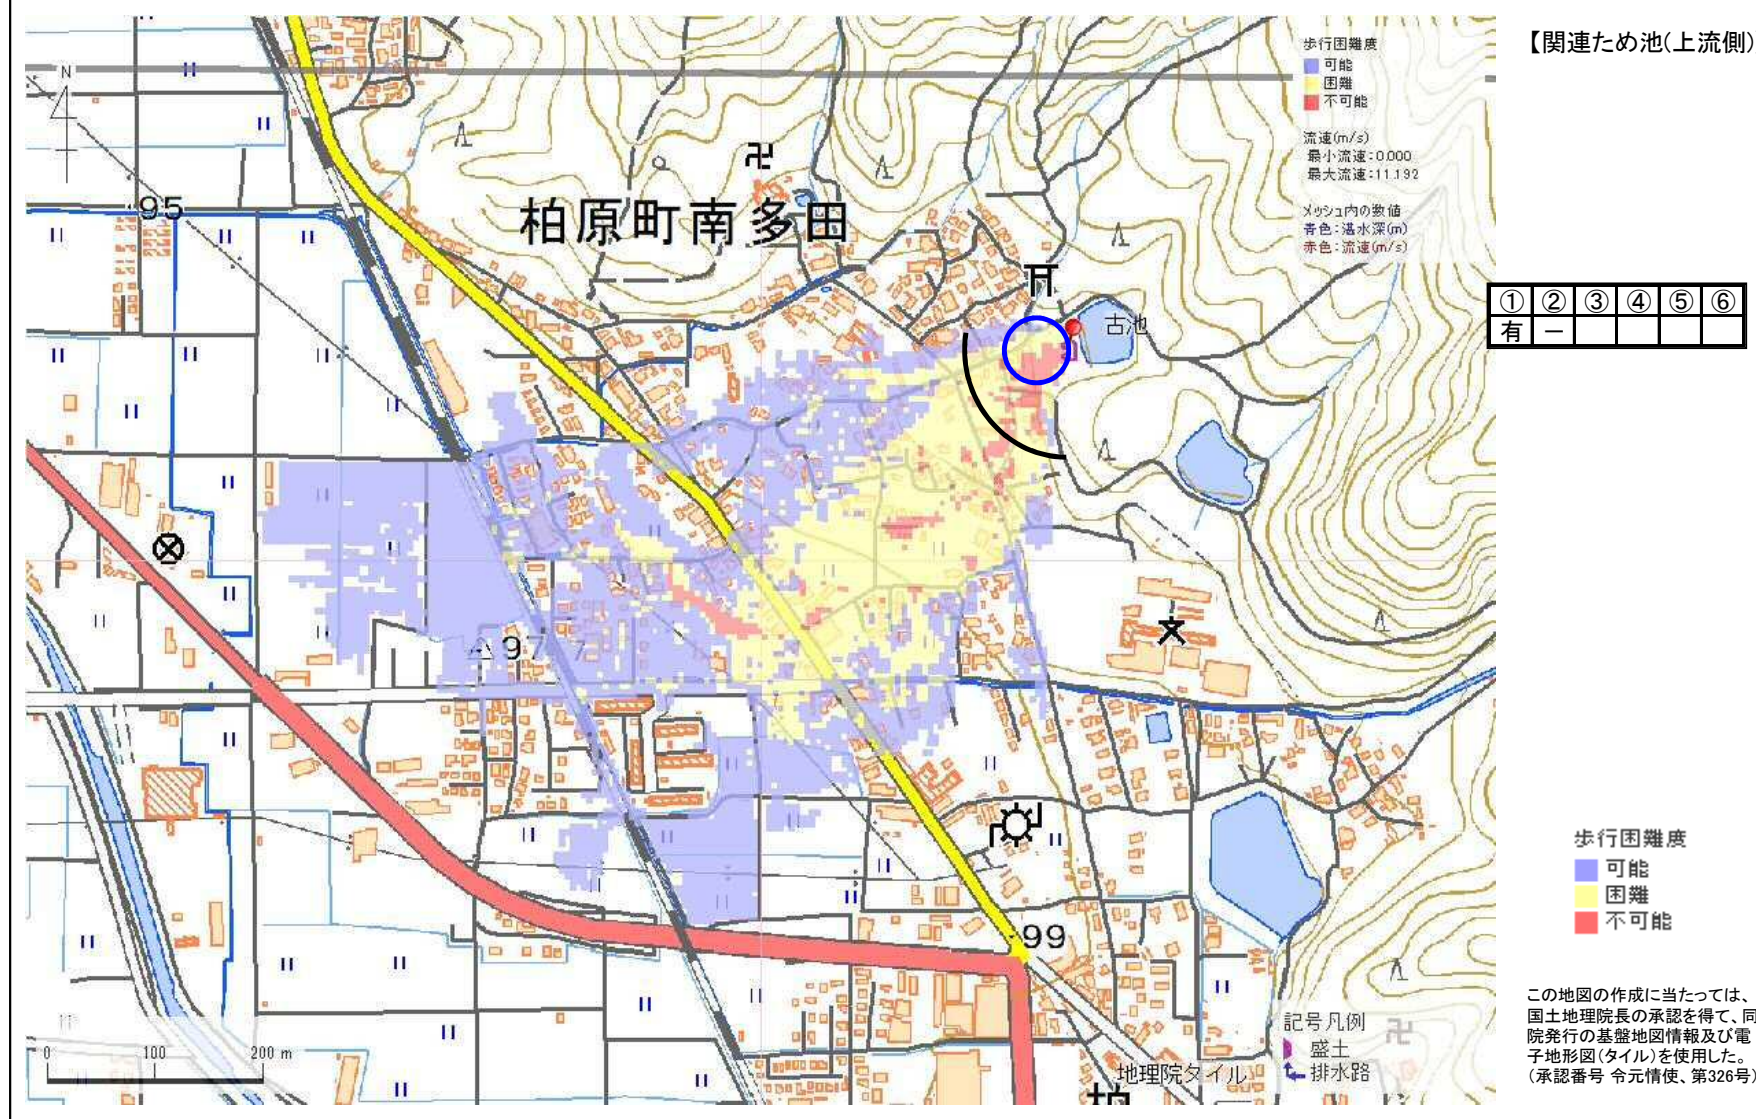 【関連ため池(上流側)
歩行困難度
可能
困難
不可能
流速(m/s)
最小流速:0.000
最大流速:11.192
メッシュ内の数値
青色:湛水深(m)
赤色:流速(m/s)
N
95
柏原町南多田
古池
① ② ③ ④ ⑤ ⑥
有 －
97.7
99
歩行困難度
可能
困難
不可能
この地図の作成に当たっては、
国土地理院長の承認を得て、同
院発行の基盤地図情報及び電
子地形図(タイル)を使用した。
(承認番号 令元情使、第326号)
記号凡例
盛土
排水路
地理院タイル
柏
0 100 200 m